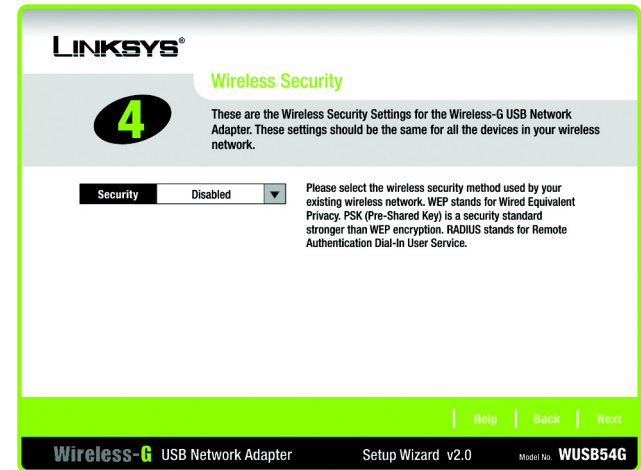 LINKSYS®
Wireless Security
4
These are the Wireless Security Settings for the Wireless-G USB Network
Adapter. These settings should be the same for all the devices in your wireless
network.
Security Disabled
Please select the wireless security method used by your
existing wireless network. WEP stands for Wired Equivalent
Privacy. PSK (Pre-Shared Key) is a security standard
stronger than WEP encryption. RADIUS stands for Remote
Authentication Dial-In User Service.
Help Back Next
Wireless-G USB Network Adapter Setup Wizard v2.0 Model No. WUSB54G